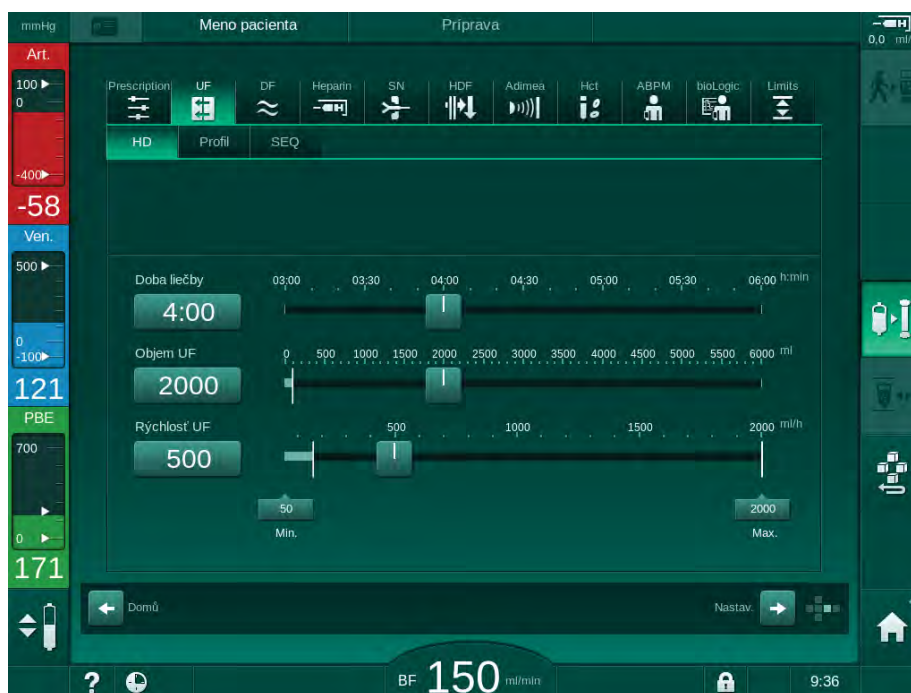 mmHg
Meno pacienta
Príprava
0,0 ml/
Art.
100
0
-400
-58
Ven.
500
0
-100
121
PBE
700
0
171
Prescription
UF
DF
Heparin
SN
HDF
Adimea
Hct
ABPM
bioLogic
Limits
HD
Profil
SEQ
Doba liečby
03:00 03:30 04:00 04:30 05:00 05:30 06:00 h:min
4:00
Objem UF
0 500 1000 1500 2000 2500 3000 3500 4000 4500 5000 5500 6000 ml
2000
Rýchlosť UF
500 1000 1500 2000 ml/h
500
50
Min.
2000
Max.
Domů
Nastav.
? BF 150 ml/min 9:36